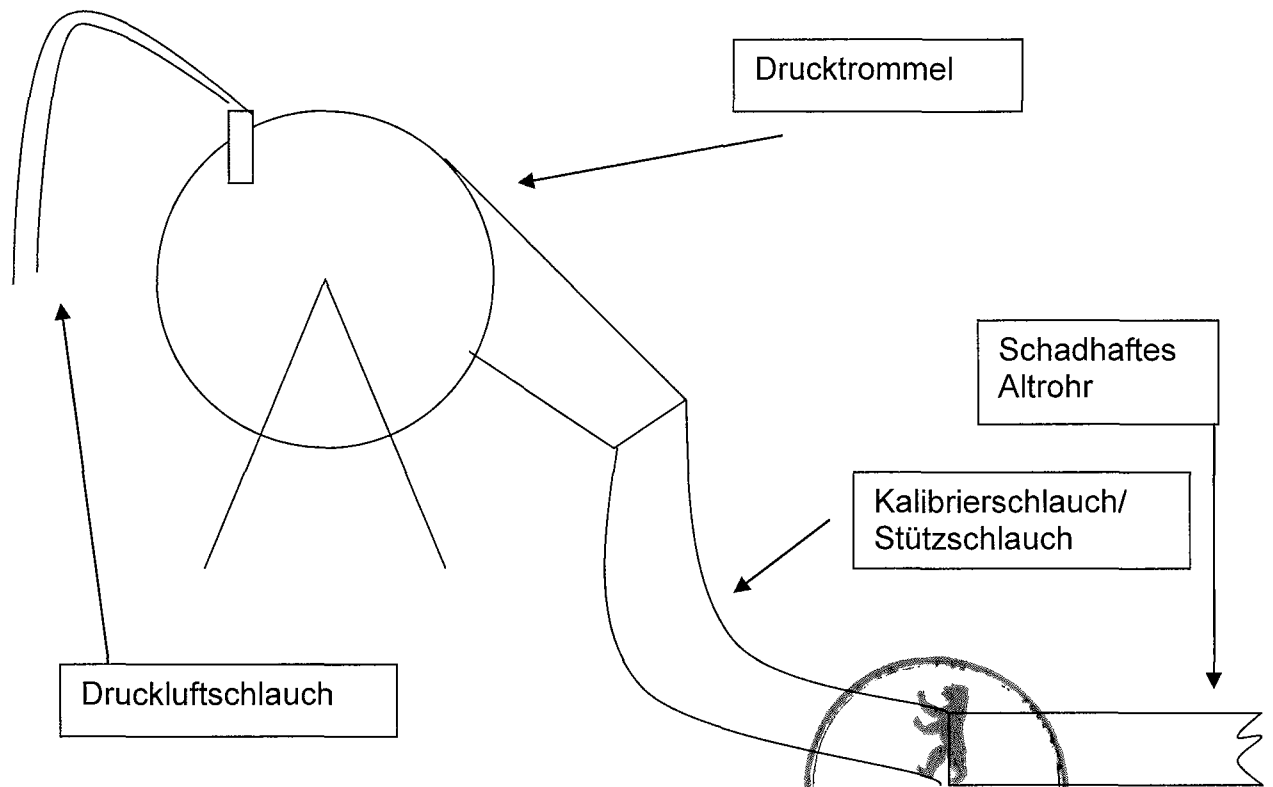 Drucktrommel
Schadhaftes
Altrohr
Kalibrierschlauch/
Stützschlauch
Druckluftschlauch